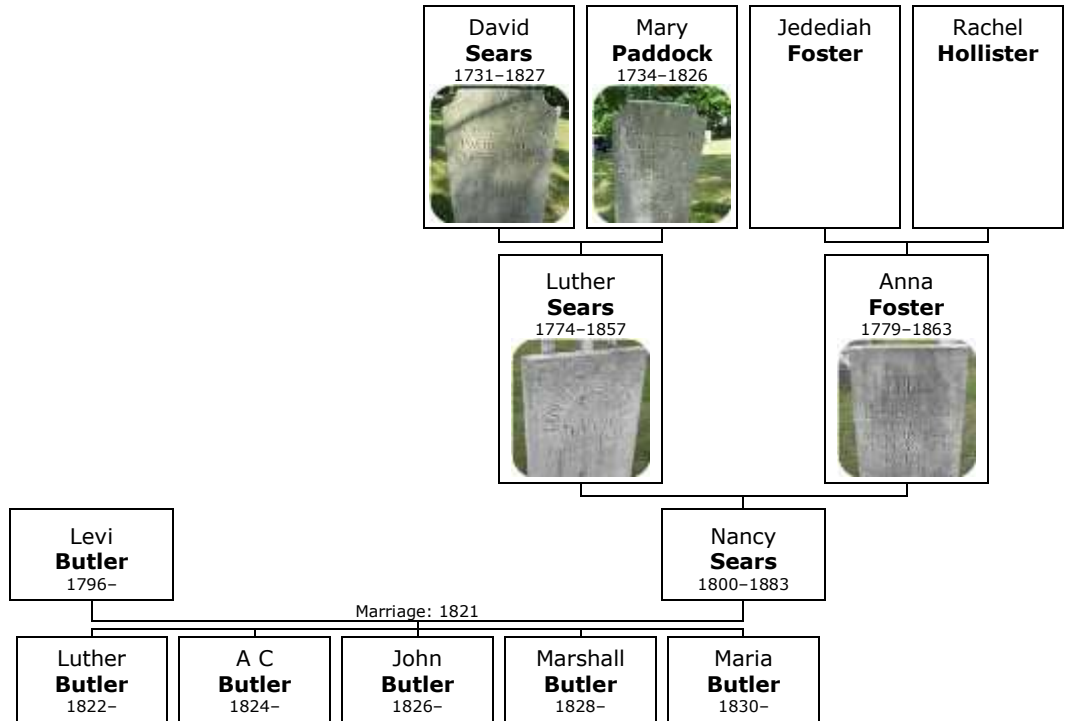 David
Sears
1731–1827
Mary
Paddock
1734–1826
Jedediah
Foster
Rachel
Hollister
Luther
Sears
1774–1857
Anna
Foster
1779–1863
Levi
Butler
1796–
Nancy
Sears
1800–1883
Marriage: 1821
Luther
Butler
1822–
A C
Butler
1824–
John
Butler
1826–
Marshall
Butler
1828–
Maria
Butler
1830–